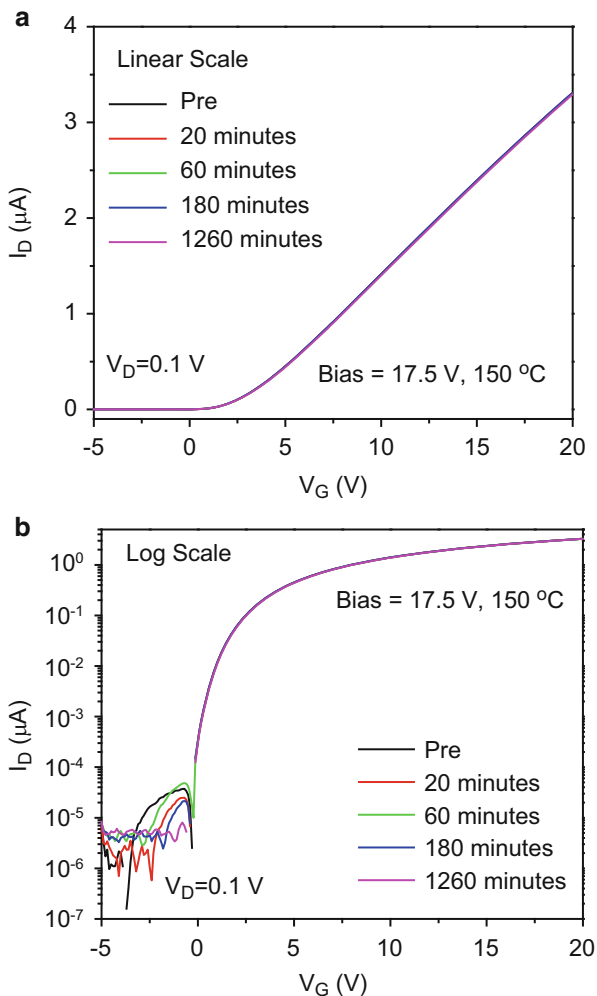 a
4
Linear Scale
Pre
20 minutes
60 minutes
180 minutes
1260 minutes
3
2
1
0
I_D (μA)
V_D=0.1 V
Bias = 17.5 V, 150 °C
-5 0 5 10 15 20
V_G (V)
b
Log Scale
Bias = 17.5 V, 150 °C
10^0
10^-1
10^-2
10^-3
10^-4
10^-5
10^-6
10^-7
I_D (μA)
Pre
20 minutes
60 minutes
180 minutes
1260 minutes
V_D=0.1 V
-5 0 5 10 15 20
V_G (V)